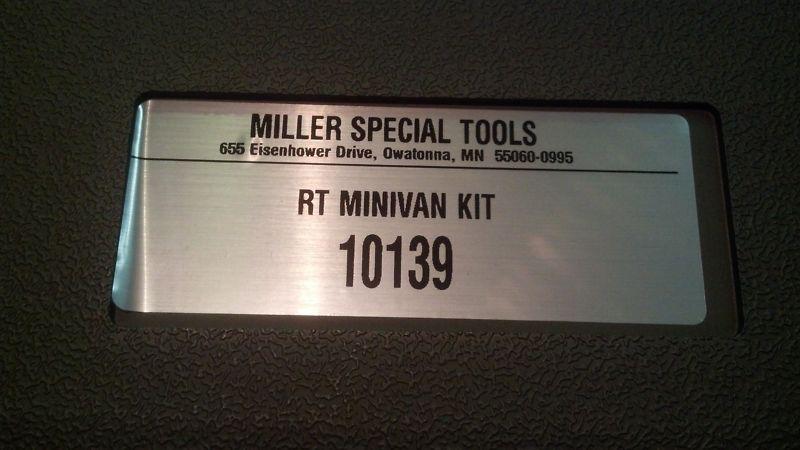 MILLER SPECIAL TOOLS
655 Eisenhower Drive, Owatonna, MN 55060-0995
RT MINIVAN KIT
10139